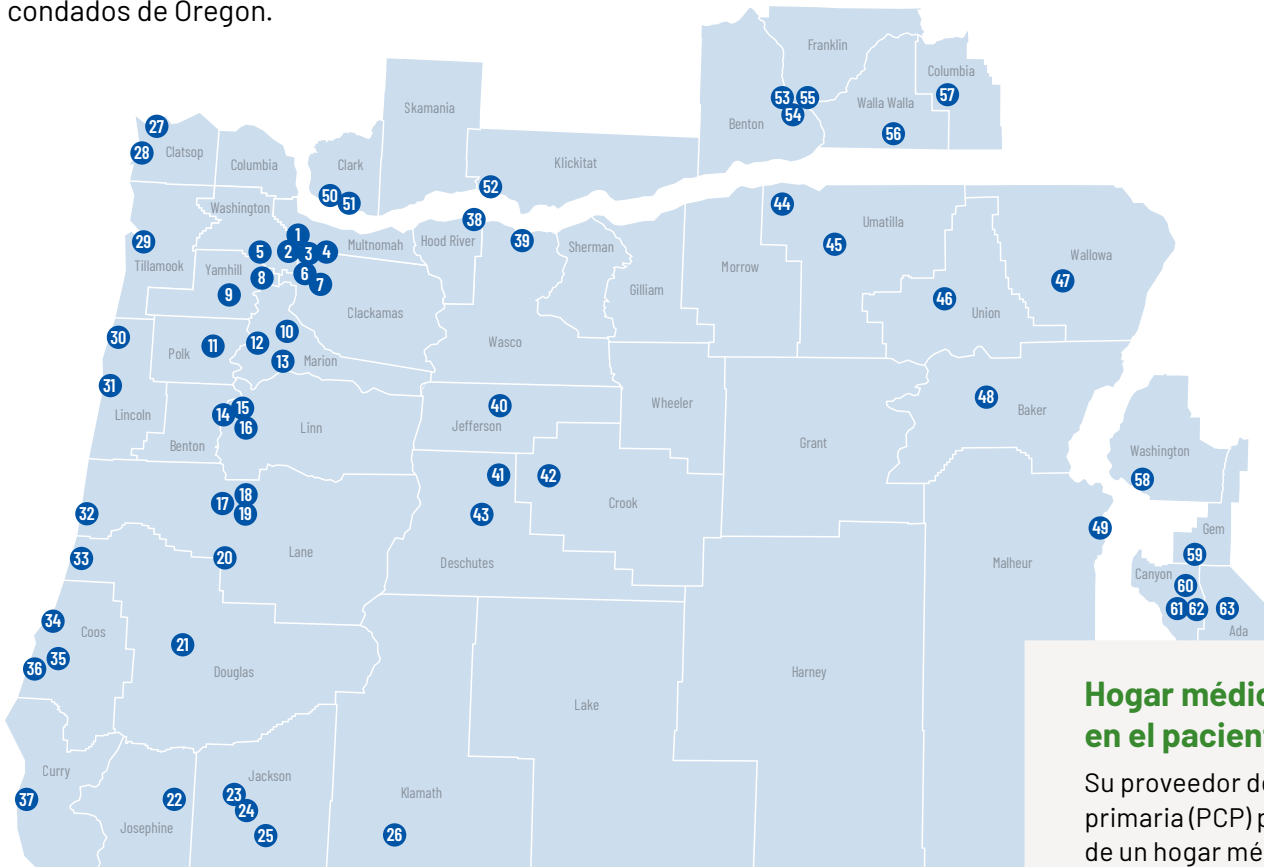 condados de Oregon.
Franklin
Columbia
Skamania
53
55
57
Walla Walla
54
Benton
27
56
28
Clatsop
Columbia
Clark
Klickitat
52
50
51
44
Washington
38
Umatilla
1
29
Hood River
39
45
Multnomah
Sherman
5
2
3
4
Wallowa
Tillamook
Yamhill
8
6
7
Morrow
47
9
Gilliam
46
Clackamas
Union
30
10
11
12
Wasco
Polk
13
Marion
31
48
Wheeler
40
Baker
Lincoln
14
15
16
Linn
Jefferson
Grant
Benton
Washington
41
42
58
18
17
Crook
32
19
43
49
Gem
Lane
33
20
Deschutes
Malheur
59
Canyon
60
34
61
62
63
Coos
Ada
21
35
36
Douglas
Harney
Hogar médic
Lake
en el pacient
Curry
Jackson
Su proveedor de
37
22
23
Klamath
24
primaria (PCP) p
Josephine
25
26
de un hogar mé